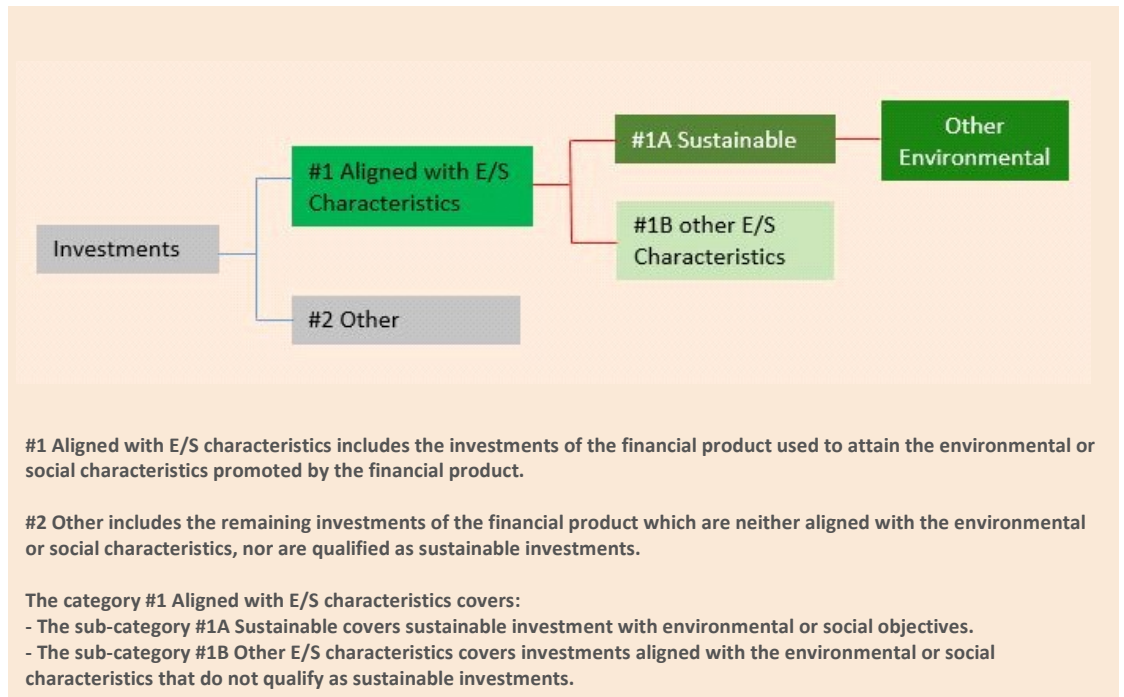 Investments
#1 Aligned with E/S
Characteristics
#2 Other
#1A Sustainable
#1B other E/S
Characteristics
Other
Environmental
#1 Aligned with E/S characteristics includes the investments of the financial product used to attain the environmental or
social characteristics promoted by the financial product.
#2 Other includes the remaining investments of the financial product which are neither aligned with the environmental
or social characteristics, nor are qualified as sustainable investments.
The category #1 Aligned with E/S characteristics covers:
- The sub-category #1A Sustainable covers sustainable investment with environmental or social objectives.
- The sub-category #1B Other E/S characteristics covers investments aligned with the environmental or social
characteristics that do not qualify as sustainable investments.